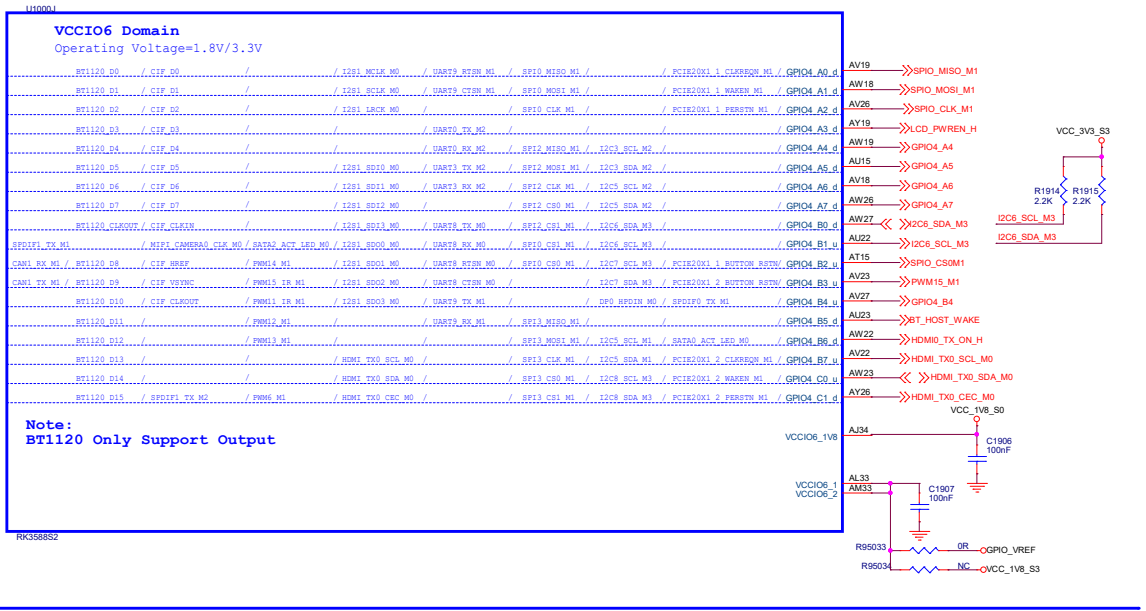 U1000J
VCCIO6 Domain
Operating Voltage=1.8V/3.3V
BT1120_D0 / CIF_D0 / / I2S1_MCLK_M0 / UART9_RTSN_M1 / SPI0_MISO_M1 / / PCIE20X1_1_CLKREQN_M1 / GPIO4_A0_d AV19 SPIO_MISO_M1
BT1120_D1 / CIF_D1 / / I2S1_SCLK_M0 / UART9_CTSN_M1 / SPI0_MOSI_M1 / / PCIE20X1_1_WAKEN_M1 / GPIO4_A1_d AW18 SPIO_MOSI_M1
BT1120_D2 / CIF_D2 / / I2S1_LRCK_M0 / / SPI0_CLK_M1 / / PCIE20X1_1_PERSTN_M1 / GPIO4_A2_d AV26 SPIO_CLK_M1
BT1120_D3 / CIF_D3 / / / UART0_TX_M2 / / / GPIO4_A3_d AY19 LCD_PWREN_H
BT1120_D4 / CIF_D4 / / / UART0_RX_M2 / SPI2_MISO_M1 / I2C3_SCL_M2 / / GPIO4_A4_d AW19 GPIO4_A4
BT1120_D5 / CIF_D5 / / I2S1_SDI0_M0 / UART3_TX_M2 / SPI2_MOSI_M1 / I2C3_SDA_M2 / / GPIO4_A5_d AU15 GPIO4_A5
BT1120_D6 / CIF_D6 / / I2S1_SDI1_M0 / UART3_RX_M2 / SPI2_CLK_M1 / I2C5_SCL_M2 / / GPIO4_A6_d AV18 GPIO4_A6
BT1120_D7 / CIF_D7 / / I2S1_SDI2_M0 / / SPI2_CS0_M1 / I2C5_SDA_M2 / / GPIO4_A7_d AW26 GPIO4_A7
BT1120_CLKOUT / CIF_CLKIN / / I2S1_SDI3_M0 / UART8_TX_M0 / SPI2_CS1_M1 / I2C6_SDA_M3 / / GPIO4_B0_d AW27 I2C6_SDA_M3
SPDIF1_TX_M1 / MIPI_CAMERA0_CLK_M0 / SATA2_ACT_LED_M0 / I2S1_SDO0_M0 / UART8_RX_M0 / SPI0_CS1_M1 / I2C6_SCL_M3 / / GPIO4_B1_u AU22 I2C6_SCL_M3
CAN1_RX_M1 / BT1120_D8 / CIF_HREF / PWM14_M1 / I2S1_SDO1_M0 / UART8_RTSN_M0 / SPI0_CS0_M1 / I2C7_SCL_M3 / PCIE20X1_1_BUTTON_RSTN/ GPIO4_B2_u AT15 SPIO_CS0M1
CAN1_TX_M1 / BT1120_D9 / CIF_VSYNC / PWM15_IR_M1 / I2S1_SDO2_M0 / UART8_CTSN_M0 / / I2C7_SDA_M3 / PCIE20X1_2_BUTTON_RSTN/ GPIO4_B3_u AV23 PWM15_M1
BT1120_D10 / CIF_CLKOUT / PWM11_IR_M1 / I2S1_SDO3_M0 / UART9_TX_M1 / / DP0_HPDIN_M0 / SPDIF0_TX_M1 / GPIO4_B4_u AV27 GPIO4_B4
BT1120_D11 / / PWM12_M1 / / UART9_RX_M1 / SPI3_MISO_M1 / / / GPIO4_B5_d AU23 BT_HOST_WAKE
BT1120_D12 / / PWM13_M1 / / / SPI3_MOSI_M1 / I2C5_SCL_M1 / SATA0_ACT_LED_M0 / GPIO4_B6_d AW22 HDMI0_TX_ON_H
BT1120_D13 / / / HDMI_TX0_SCL_M0 / / SPI3_CLK_M1 / I2C5_SDA_M1 / PCIE20X1_2_CLKREQN_M1 / GPIO4_B7_u AV22 HDMI_TX0_SCL_M0
BT1120_D14 / / / HDMI_TX0_SDA_M0 / / SPI3_CS0_M1 / I2C8_SCL_M3 / PCIE20X1_2_WAKEN_M1 / GPIO4_C0_u AW23 HDMI_TX0_SDA_M0
BT1120_D15 / SPDIF1_TX_M2 / PWM6_M1 / HDMI_TX0_CEC_M0 / / SPI3_CS1_M1 / I2C8_SDA_M3 / PCIE20X1_2_PERSTN_M1 / GPIO4_C1_d AY26 HDMI_TX0_CEC_M0
VCC_3V3_S3
R1914 R1915
2.2K 2.2K
I2C6_SCL_M3
I2C6_SDA_M3
Note:
BT1120 Only Support Output
VCC_1V8_S0
VCCIO6_1V8 AJ34
C1906
100nF
VCCIO6_1 AL33
VCCIO6_2 AM33
C1907
100nF
RK3588S2
R95033 0R GPIO_VREF
R95034 NC VCC_1V8_S3